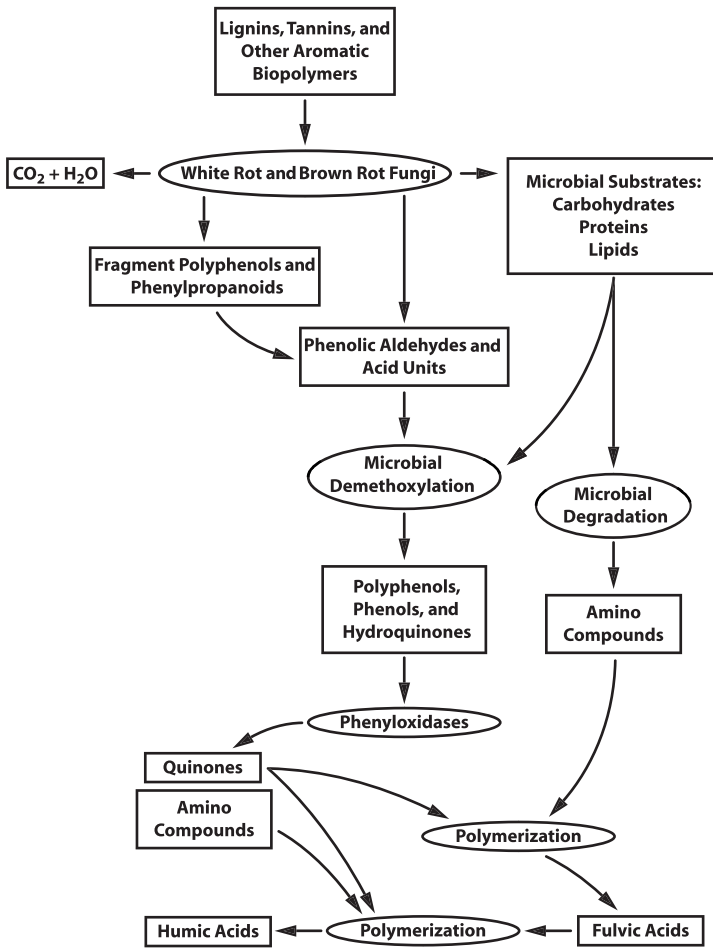 Lignins, Tannins, and
Other Aromatic
Biopolymers
CO₂ + H₂O
White Rot and Brown Rot Fungi
Microbial Substrates:
Carbohydrates
Proteins
Lipids
Fragment Polyphenols and
Phenylpropanoids
Phenolic Aldehydes and
Acid Units
Microbial
Demethoxylation
Microbial
Degradation
Polyphenols,
Phenols, and
Hydroquinones
Amino
Compounds
Phenyloxidases
Quinones
Amino
Compounds
Polymerization
Humic Acids
Polymerization
Fulvic Acids